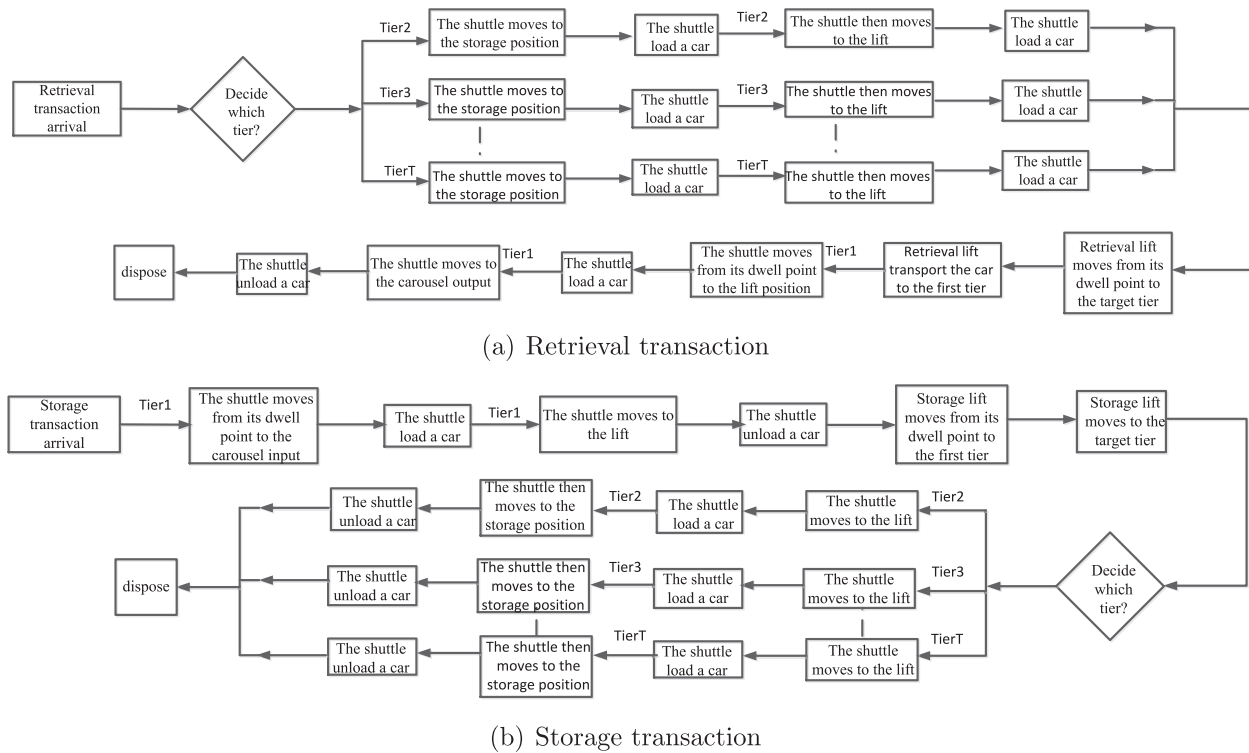 Tier2
The shuttle moves
to the storage position
The shuttle
load a car
Tier2
The shuttle then
moves to the lift
The shuttle
load a car
Retrieval
transaction
arrival
Decide
which
tier?
Tier3
The shuttle moves to
the storage position
The shuttle
load a car
Tier3
The shuttle then moves
to the lift
The shuttle
load a car
TierT
The shuttle moves to
the storage position
The shuttle
load a car
TierT
The shuttle then moves
to the lift
The shuttle
load a car
dispose
The shuttle
unload a car
The shuttle moves to
the carousel output
Tier1
The shuttle
load a car
The shuttle moves
from its dwell point
to the lift position
Tier1
Retrieval lift
transport the car
to the first tier
Retrieval lift
moves from its
dwell point to
the target tier
(a) Retrieval transaction
Storage
transaction
arrival
Tier1
The shuttle moves
from its dwell
point to the
carousel input
The shuttle
load a car
Tier1
The shuttle moves to
the lift
The shuttle
unload a car
Storage lift
moves from its
dwell point to
the first tier
Storage lift
moves to the
target tier
The shuttle
unload a car
The shuttle then
moves to the
storage position
Tier2
The shuttle
load a car
The shuttle
moves to the lift
Tier2
dispose
The shuttle
unload a car
The shuttle then
moves to the
storage position
Tier3
The shuttle
load a car
The shuttle
moves to the lift
Tier3
Decide
which
tier?
The shuttle
unload a car
The shuttle then
moves to the
storage position
TierT
The shuttle
load a car
The shuttle
moves to the lift
TierT
(b) Storage transaction